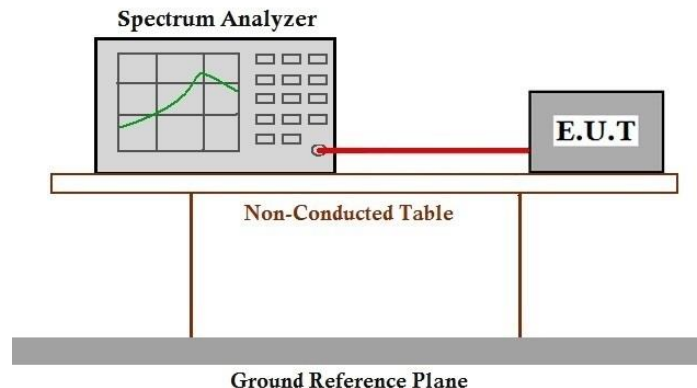 Spectrum Analyzer
E.U.T
Non-Conducted Table
Ground Reference Plane